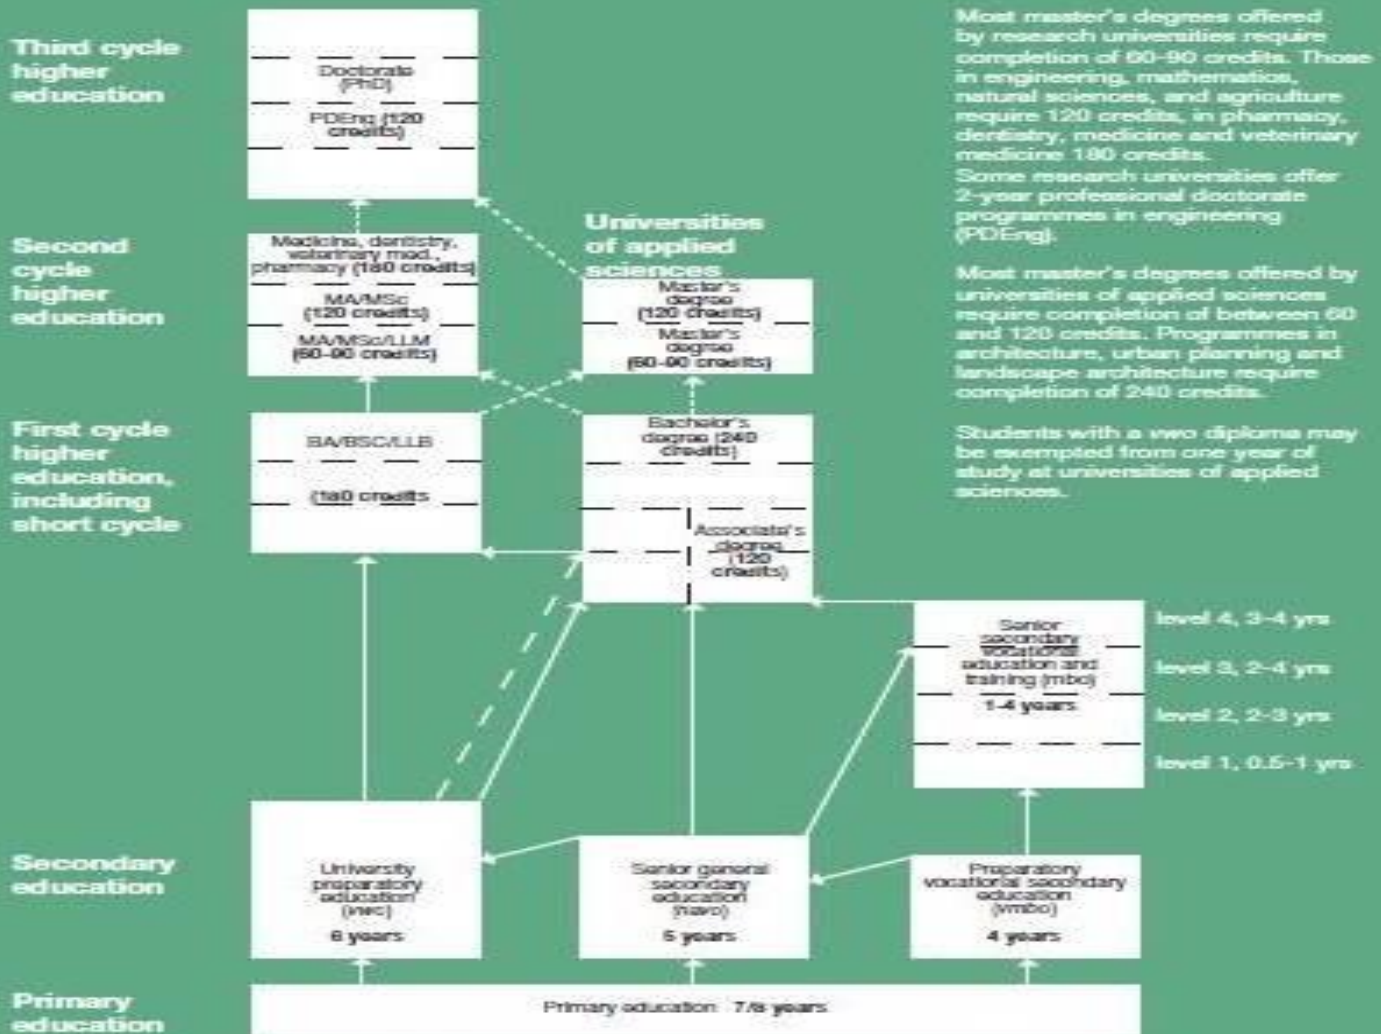 Third cycle
higher
education
Doctorate
(PhD)
PDEng (120
credits)
Most master's degrees offered
by research universities require
completion of 60-90 credits. Those
in engineering, mathematics,
natural sciences, and agriculture
require 120 credits, in pharmacy,
dentistry, medicine and veterinary
medicine 180 credits.
Some research universities offer
2-year professional doctorate
programmes in engineering
(PDEng).
Second
cycle
higher
education
Medicine, dentistry,
veterinary med.,
pharmacy (180 credits)
MA/MSc
(120 credits)
MA/MSc/LLM
(60-90 credits)
Universities
of applied
sciences
Master's
degree
(120 credits)
Master's
degree
(60-90 credits)
Most master's degrees offered by
universities of applied sciences
require completion of between 60
and 120 credits. Programmes in
architecture, urban planning and
landscape architecture require
completion of 240 credits.
First cycle
higher
education,
including
short cycle
BA/BSC/LLB
(180 credits
Bachelor's
degree (240
credits)
Associate's
degree
(120
credits)
Students with a vwo diploma may
be exempted from one year of
study at universities of applied
sciences.
Senior
secondary
vocational
education and
training (mbo)
1-4 years
level 4, 3-4 yrs
level 3, 2-4 yrs
level 2, 2-3 yrs
level 1, 0.5-1 yrs
Secondary
education
University
preparatory
education
(vwo)
6 years
Senior general
secondary
education
(havo)
5 years
Preparatory
vocational secondary
education
(vmbo)
4 years
Primary
education
Primary education 7/8 years